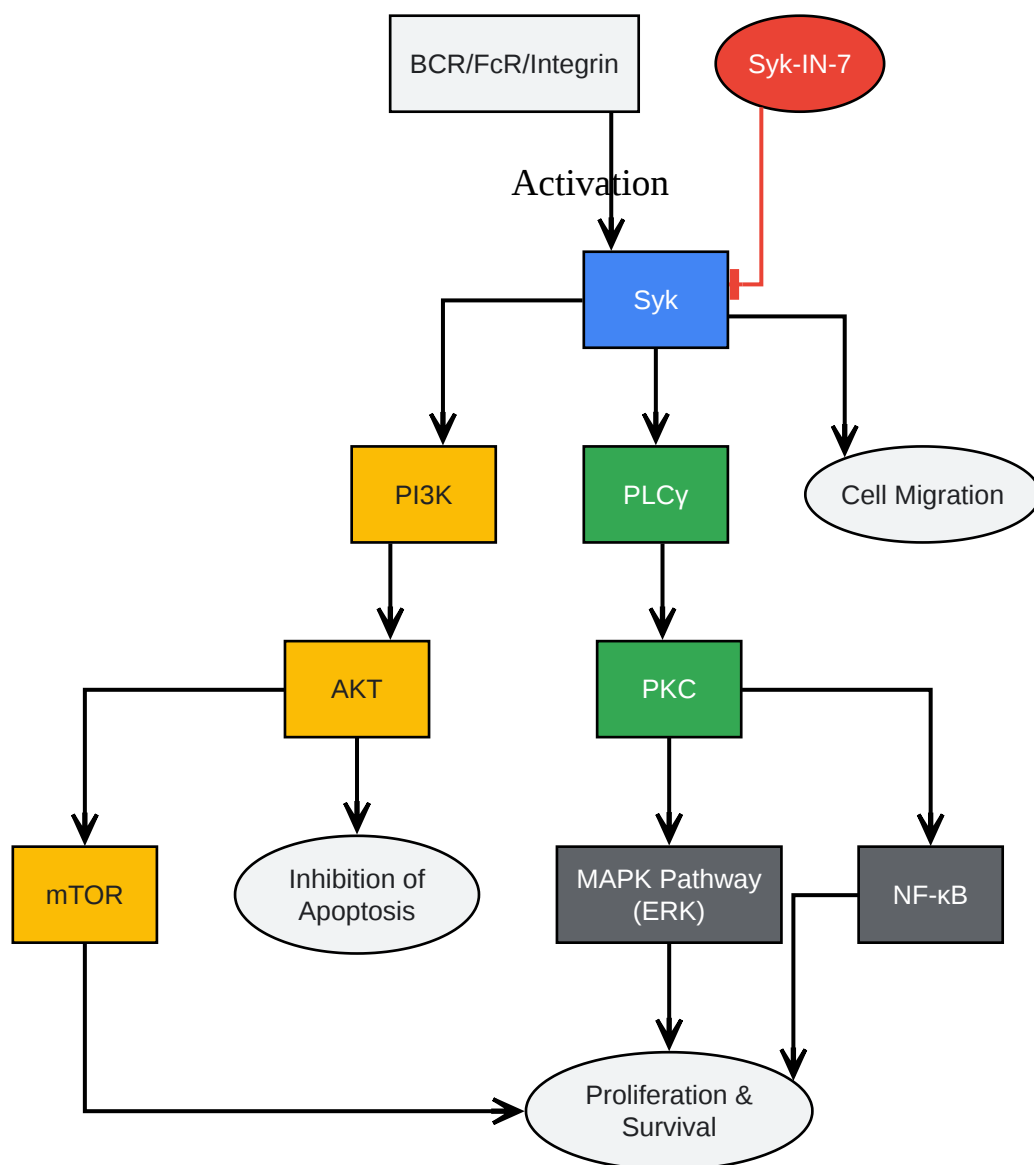 BCR/FcR/Integrin
Syk-IN-7
Activation
Syk
PI3K
PLCγ
Cell Migration
AKT
PKC
mTOR
Inhibition of
Apoptosis
MAPK Pathway
(ERK)
NF-κB
Proliferation &
Survival